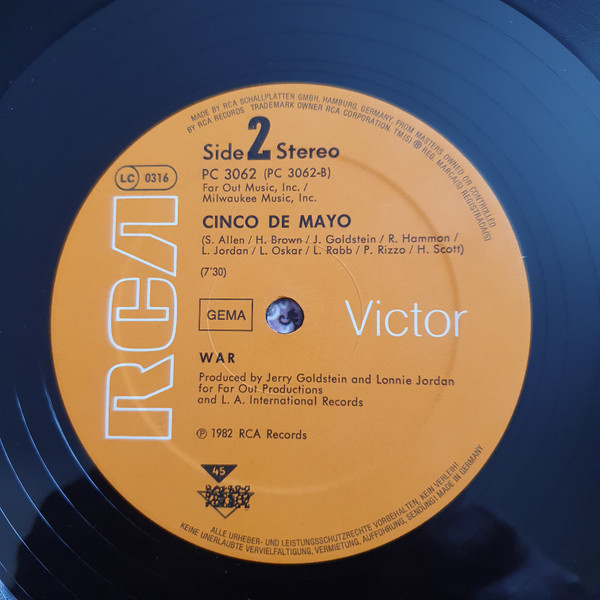 MADE BY RCA SCHALLPLATTEN GMBH, HAMBURG, GERMANY, FROM MASTERS OWNED OR CONTROLLED
BY RCA RECORDS TRADEMARK OWNER RCA CORPORATION, TM(S) ® REG. MARCA(S) REGISTRADA(S)
Side 2 Stereo
PC 3062 (PC 3062-B)
LC 0316
Far Out Music, Inc. /
Milwaukee Music, Inc.
CINCO DE MAYO
(S. Allen / H. Brown / J. Goldstein / R. Hammon /
L. Jordan / L. Oskar / L. Rabb / P. Rizzo / H. Scott)
(7'30)
GEMA
RCA
Victor
WAR
Produced by Jerry Goldstein and Lonnie Jordan
for Far Out Productions
and L. A. International Records
℗ 1982 RCA Records
45
ALLE URHEBER- UND LEISTUNGSSCHUTZRECHTE VORBEHALTEN, KEIN VERLEIH!
KEINE UNERLAUBTE VERVIELFÄLTIGUNG, VERMIETUNG, AUFFÜHRUNG, SENDUNG! MADE IN GERMANY